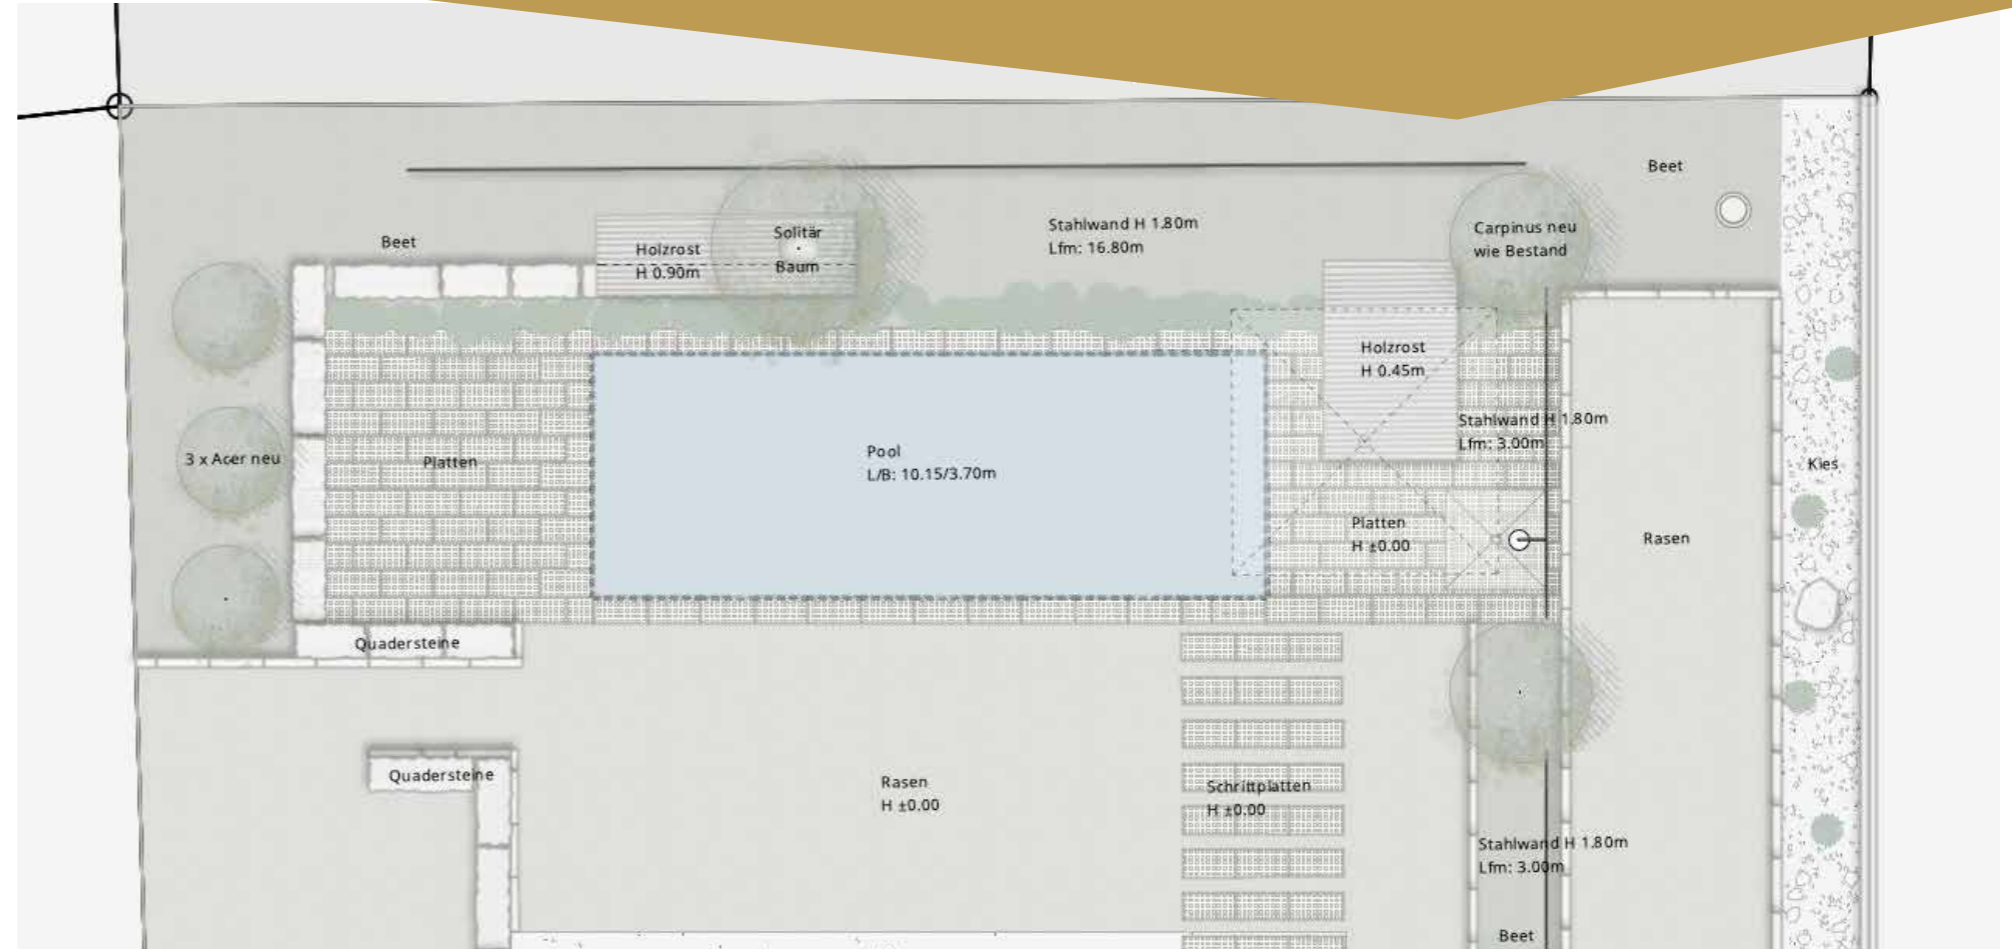 Beet
Stahlwand H 1.80m
Lfm: 16.80m
Carpinus neu
wie Bestand
Solitär
Baum
Beet
Holzrost
H 0.90m
Holzrost
H 0.45m
Stahlwand H 1.80m
Lfm: 3.00m
3 x Acer neu
Platten
Pool
L/B: 10.15/3.70m
Kies
Platten
H ±0.00
Rasen
Quadersteine
Quadersteine
Rasen
H ±0.00
Schrittplatten
H ±0.00
Stahlwand H 1.80m
Lfm: 3.00m
Beet